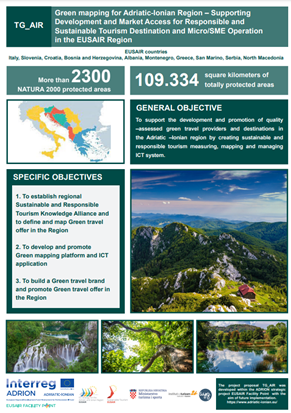 TG_AIR
Green mapping for Adriatic-Ionian Region – Supporting
Development and Market Access for Responsible and
Sustainable Tourism Destination and Micro/SME Operation
in the EUSAIR Region
EUSAIR countries
Italy, Slovenia, Croatia, Bosnia and Herzegovina, Albania, Montenegro, Greece, San Marino, Serbia, North Macedonia
More than 2300
NATURA 2000 protected areas
109.334 square kilometers of
totally protected areas
GENERAL OBJECTIVE
To support the development and promotion of quality
–assessed green travel providers and destinations in
the Adriatic –Ionian region by creating sustainable and
responsible tourism measuring, mapping and managing
ICT system.
SPECIFIC OBJECTIVES
1. To establish regional
Sustainable and Responsible
Tourism Knowledge Alliance and
to define and map Green travel
offer in the Region
2. To develop and promote
Green mapping platform and ICT
application
3. To build a Green travel brand
and promote Green travel offer in
the Region
Interreg
ADRION ADRIATIC-IONIAN
EUSAIR FACILITY POINT
The project proposal TG_AIR was
developed within the ADRION strategic
project EUSAIR Facility Point with the
aim of future implementation.